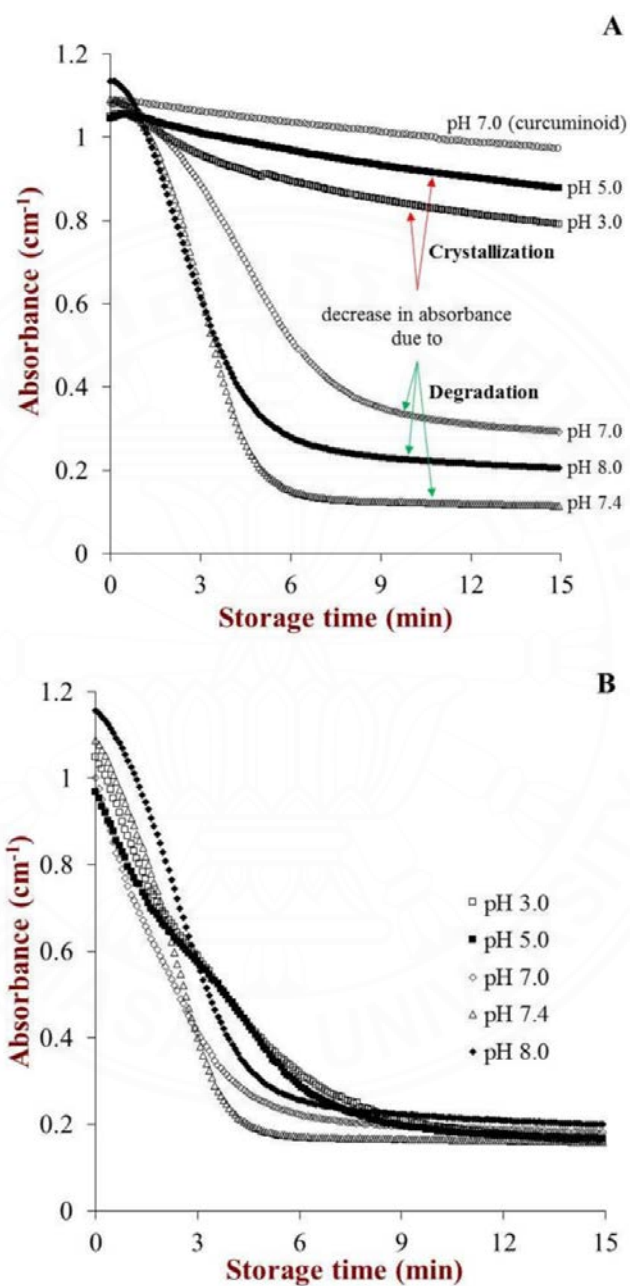 A
1.2
1
0.8
0.6
0.4
0.2
0
Absorbance (cm-1)
pH 7.0 (curcuminoid)
pH 5.0
pH 3.0
Crystallization
decrease in absorbance
due to
Degradation
pH 7.0
pH 8.0
pH 7.4
0 3 6 9 12 15
Storage time (min)
B
1.2
1
0.8
0.6
0.4
0.2
0
Absorbance (cm-1)
pH 3.0
pH 5.0
pH 7.0
pH 7.4
pH 8.0
0 3 6 9 12 15
Storage time (min)